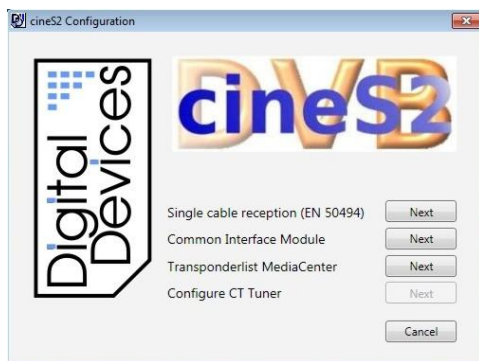 cineS2 Configuration
Digital
Devices
DVB
cineS2
Single cable reception (EN 50494)
Next
Common Interface Module
Next
Transponderlist MediaCenter
Next
Configure CT Tuner
Next
Cancel